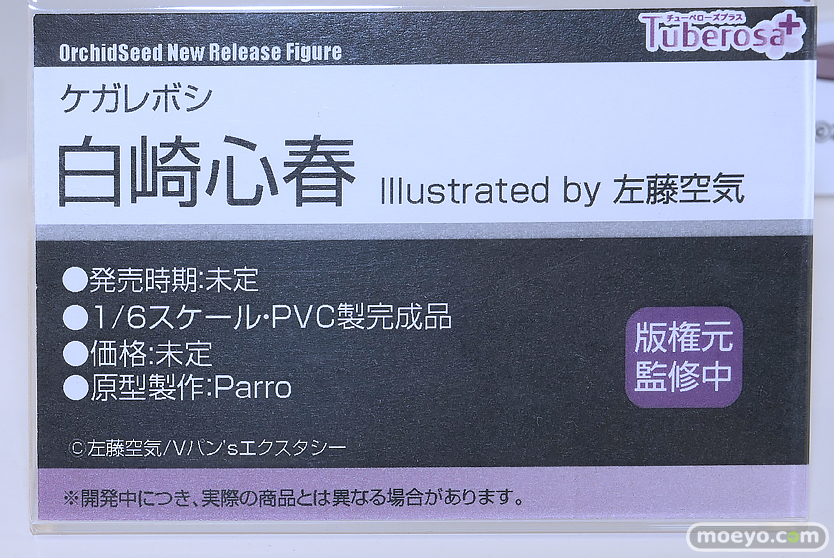 OrchidSeed New Release Figure
チューベローズプラス
Tuberosa+
ケガレボシ
白崎心春 Illustrated by 左藤空気
●発売時期:未定
●1/6スケール・PVC製完成品
●価格:未定
●原型製作:Parro
版権元
監修中
©左藤空気/Vパン'sエクスタシー
※開発中につき、実際の商品とは異なる場合があります。
moeyo.com